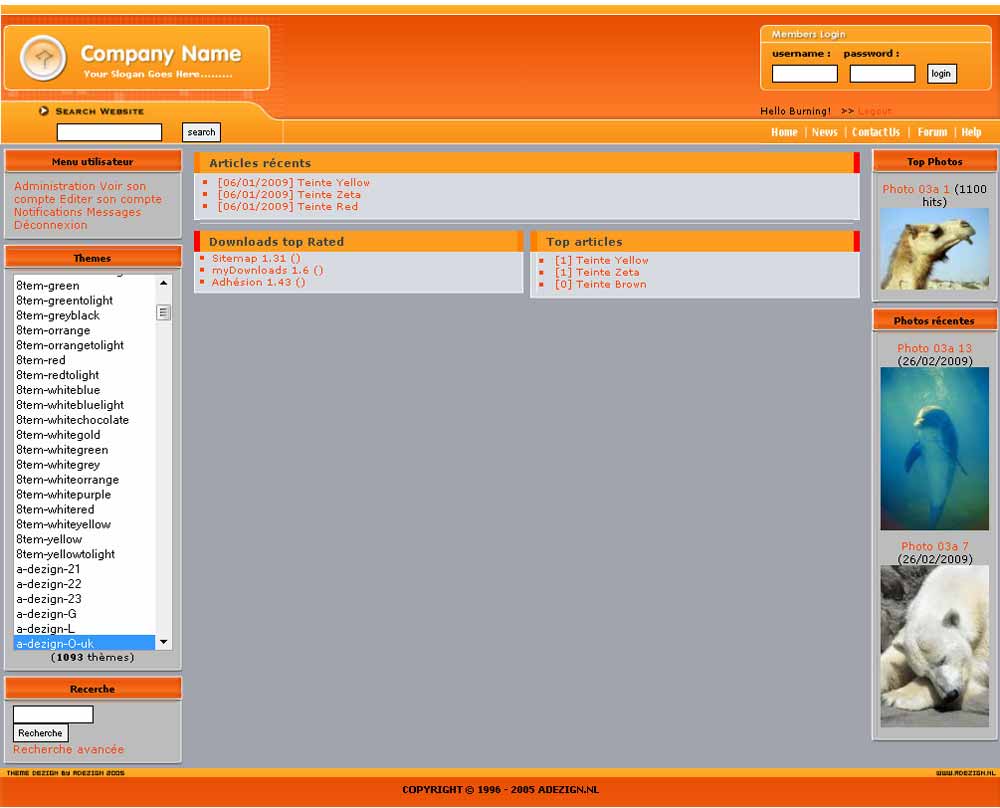 Company Name
Your Slogan Goes Here.........
Members Login
username : password :
login
Search Website
search
Hello Burning! >> Logout
Home | News | Contact Us | Forum | Help
Menu utilisateur
Administration Voir son
compte Editer son compte
Notifications Messages
Déconnexion
Themes
8tem-green
8tem-greentolight
8tem-greyblack
8tem-orrange
8tem-orrangetolight
8tem-red
8tem-redtolight
8tem-whiteblue
8tem-whitebluelight
8tem-whitechocolate
8tem-whitegold
8tem-whitegreen
8tem-whitegrey
8tem-whiteorrange
8tem-whitepurple
8tem-whitered
8tem-whiteyellow
8tem-yellow
8tem-yellowtolight
a-dezign-21
a-dezign-22
a-dezign-23
a-dezign-G
a-dezign-L
a-dezign-O-uk
(1093 thèmes)
Recerche
Recherche
Recherche avancée
Articles récents
[06/01/2009] Teinte Yellow
[06/01/2009] Teinte Zeta
[06/01/2009] Teinte Red
Downloads top Rated
Sitemap 1.31 ()
myDownloads 1.6 ()
Adhésion 1.43 ()
Top articles
[1] Teinte Yellow
[1] Teinte Zeta
[0] Teinte Brown
Top Photos
Photo 03a 1 (1100
hits)
Photos récentes
Photo 03a 13
(26/02/2009)
Photo 03a 7
(26/02/2009)
THEME DEZIGN BY ADEZIGN 2005
WWW.ADEZIGN.NL
COPYRIGHT © 1996 - 2005 ADEZIGN.NL